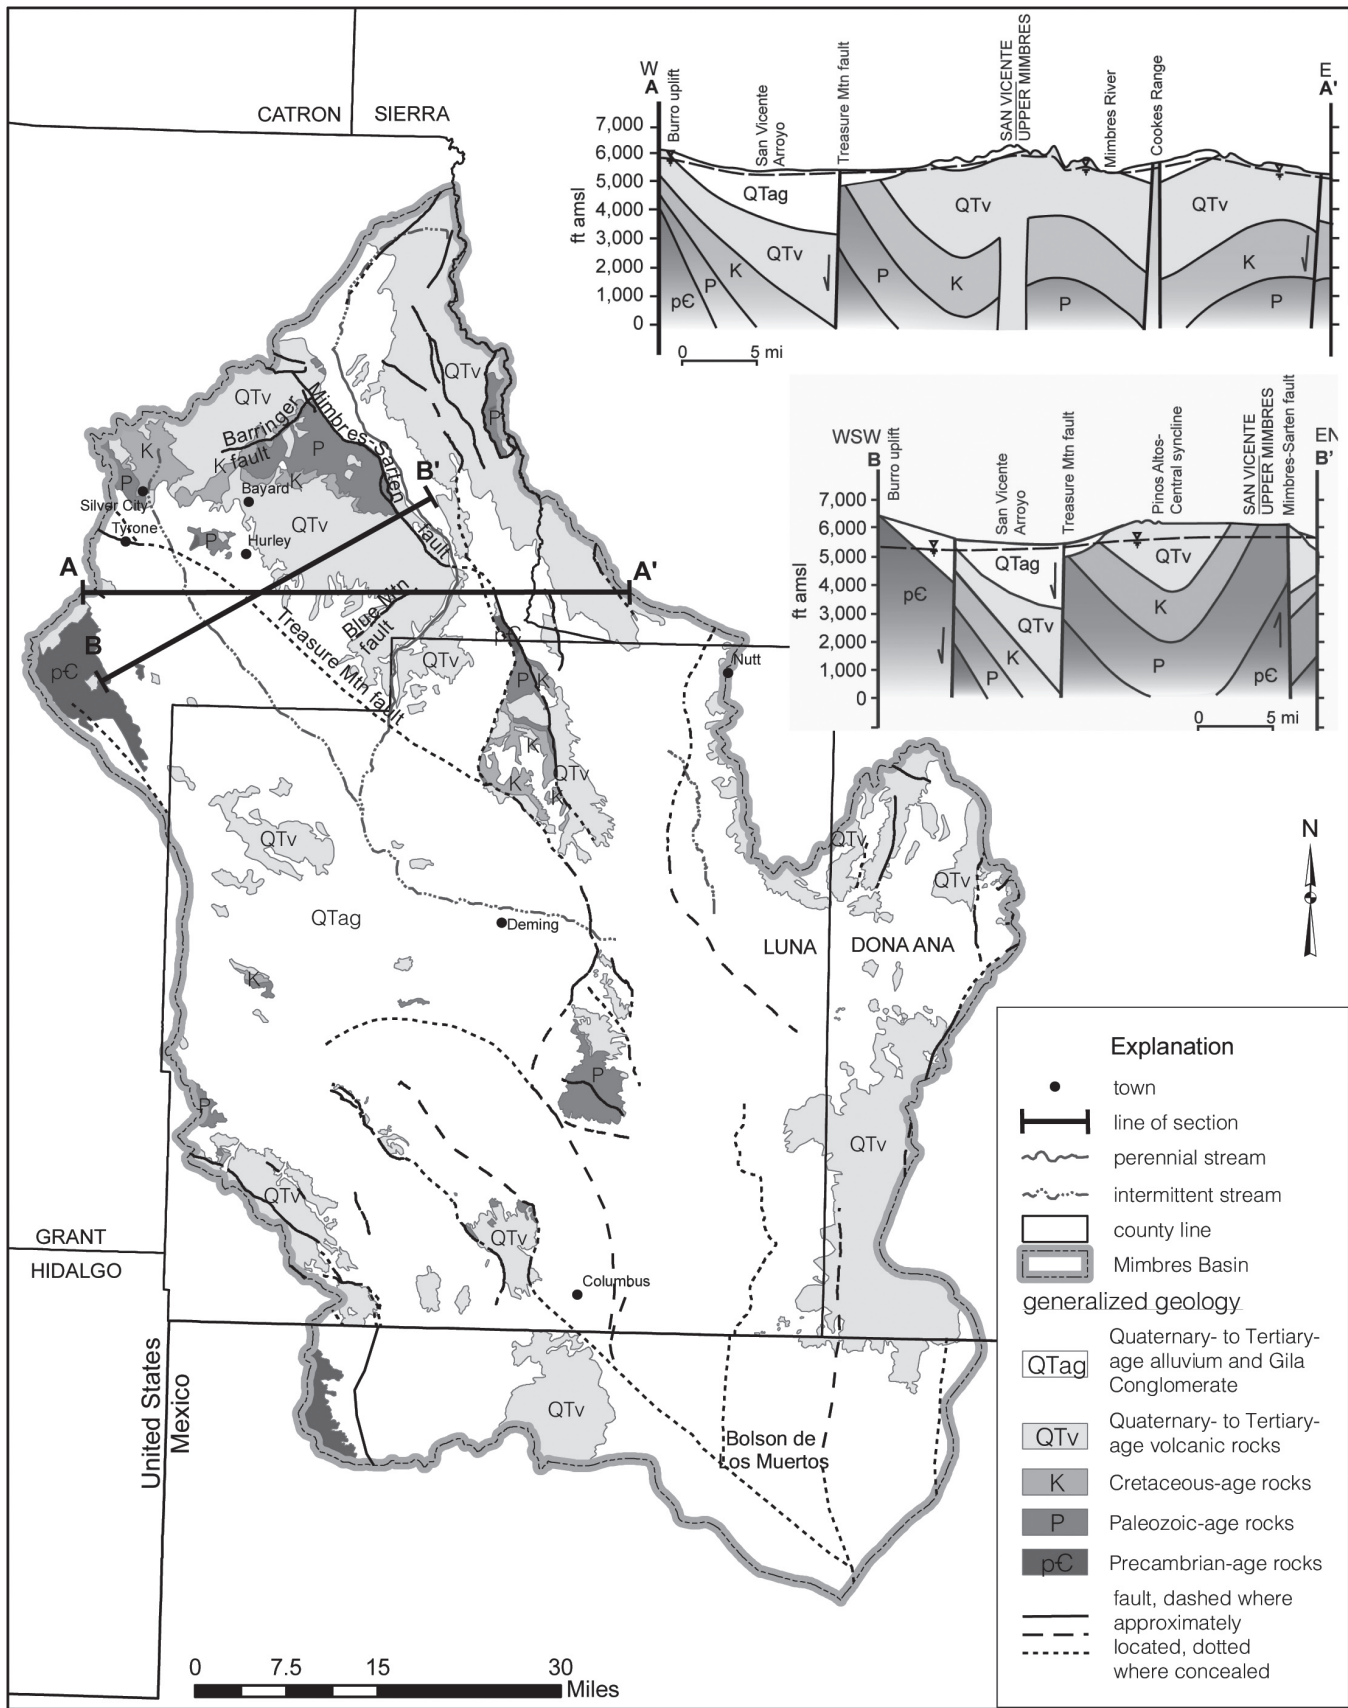 CATRON
SIERRA
W
A
Burro uplift
San Vicente
Arroyo
Treasure Mtn fault
SAN VICENTE
UPPER MIMBRES
Mimbres River
Cookes Range
E
A'
7,000
6,000
5,000
4,000
3,000
2,000
1,000
0
ft amsl
QTag
QTv
QTv
QTv
K
P
pЄ
P
K
P
K
P
0 5 mi
WSW
B
Burro uplift
San Vicente
Arroyo
Treasure Mtn fault
Pinos Altos-
Central syncline
SAN VICENTE
UPPER MIMBRES
Mimbres-Sarten fault
EN
B'
7,000
6,000
5,000
4,000
3,000
2,000
1,000
0
ft amsl
QTag
QTv
QTv
pЄ
K
P
K
P
pЄ
0 5 mi
QTv
QTv
P
Mimbres-Sarten
fault
Barringer
fault
K
K
P
K
P
B'
Bayard
Silver City
Tyrone
QTv
P
Hurley
A
A'
Blue Mtn
fault
Treasure Mtn fault
B
pЄ
pЄ
QTv
P
K
Nutt
K
K
QTv
K
QTv
QTv
QTv
QTag
Deming
LUNA
DONA ANA
K
P
P
QTv
QTv
QTv
GRANT
HIDALGO
Columbus
United States
Mexico
QTv
Bolson de
Los Muertos
N
0 7.5 15 30
Miles
Explanation
town
line of section
perennial stream
intermittent stream
county line
Mimbres Basin
generalized geology
QTag
Quaternary- to Tertiary-
age alluvium and Gila
Conglomerate
QTv
Quaternary- to Tertiary-
age volcanic rocks
K
Cretaceous-age rocks
P
Paleozoic-age rocks
pЄ
Precambrian-age rocks
fault, dashed where
approximately
located, dotted
where concealed